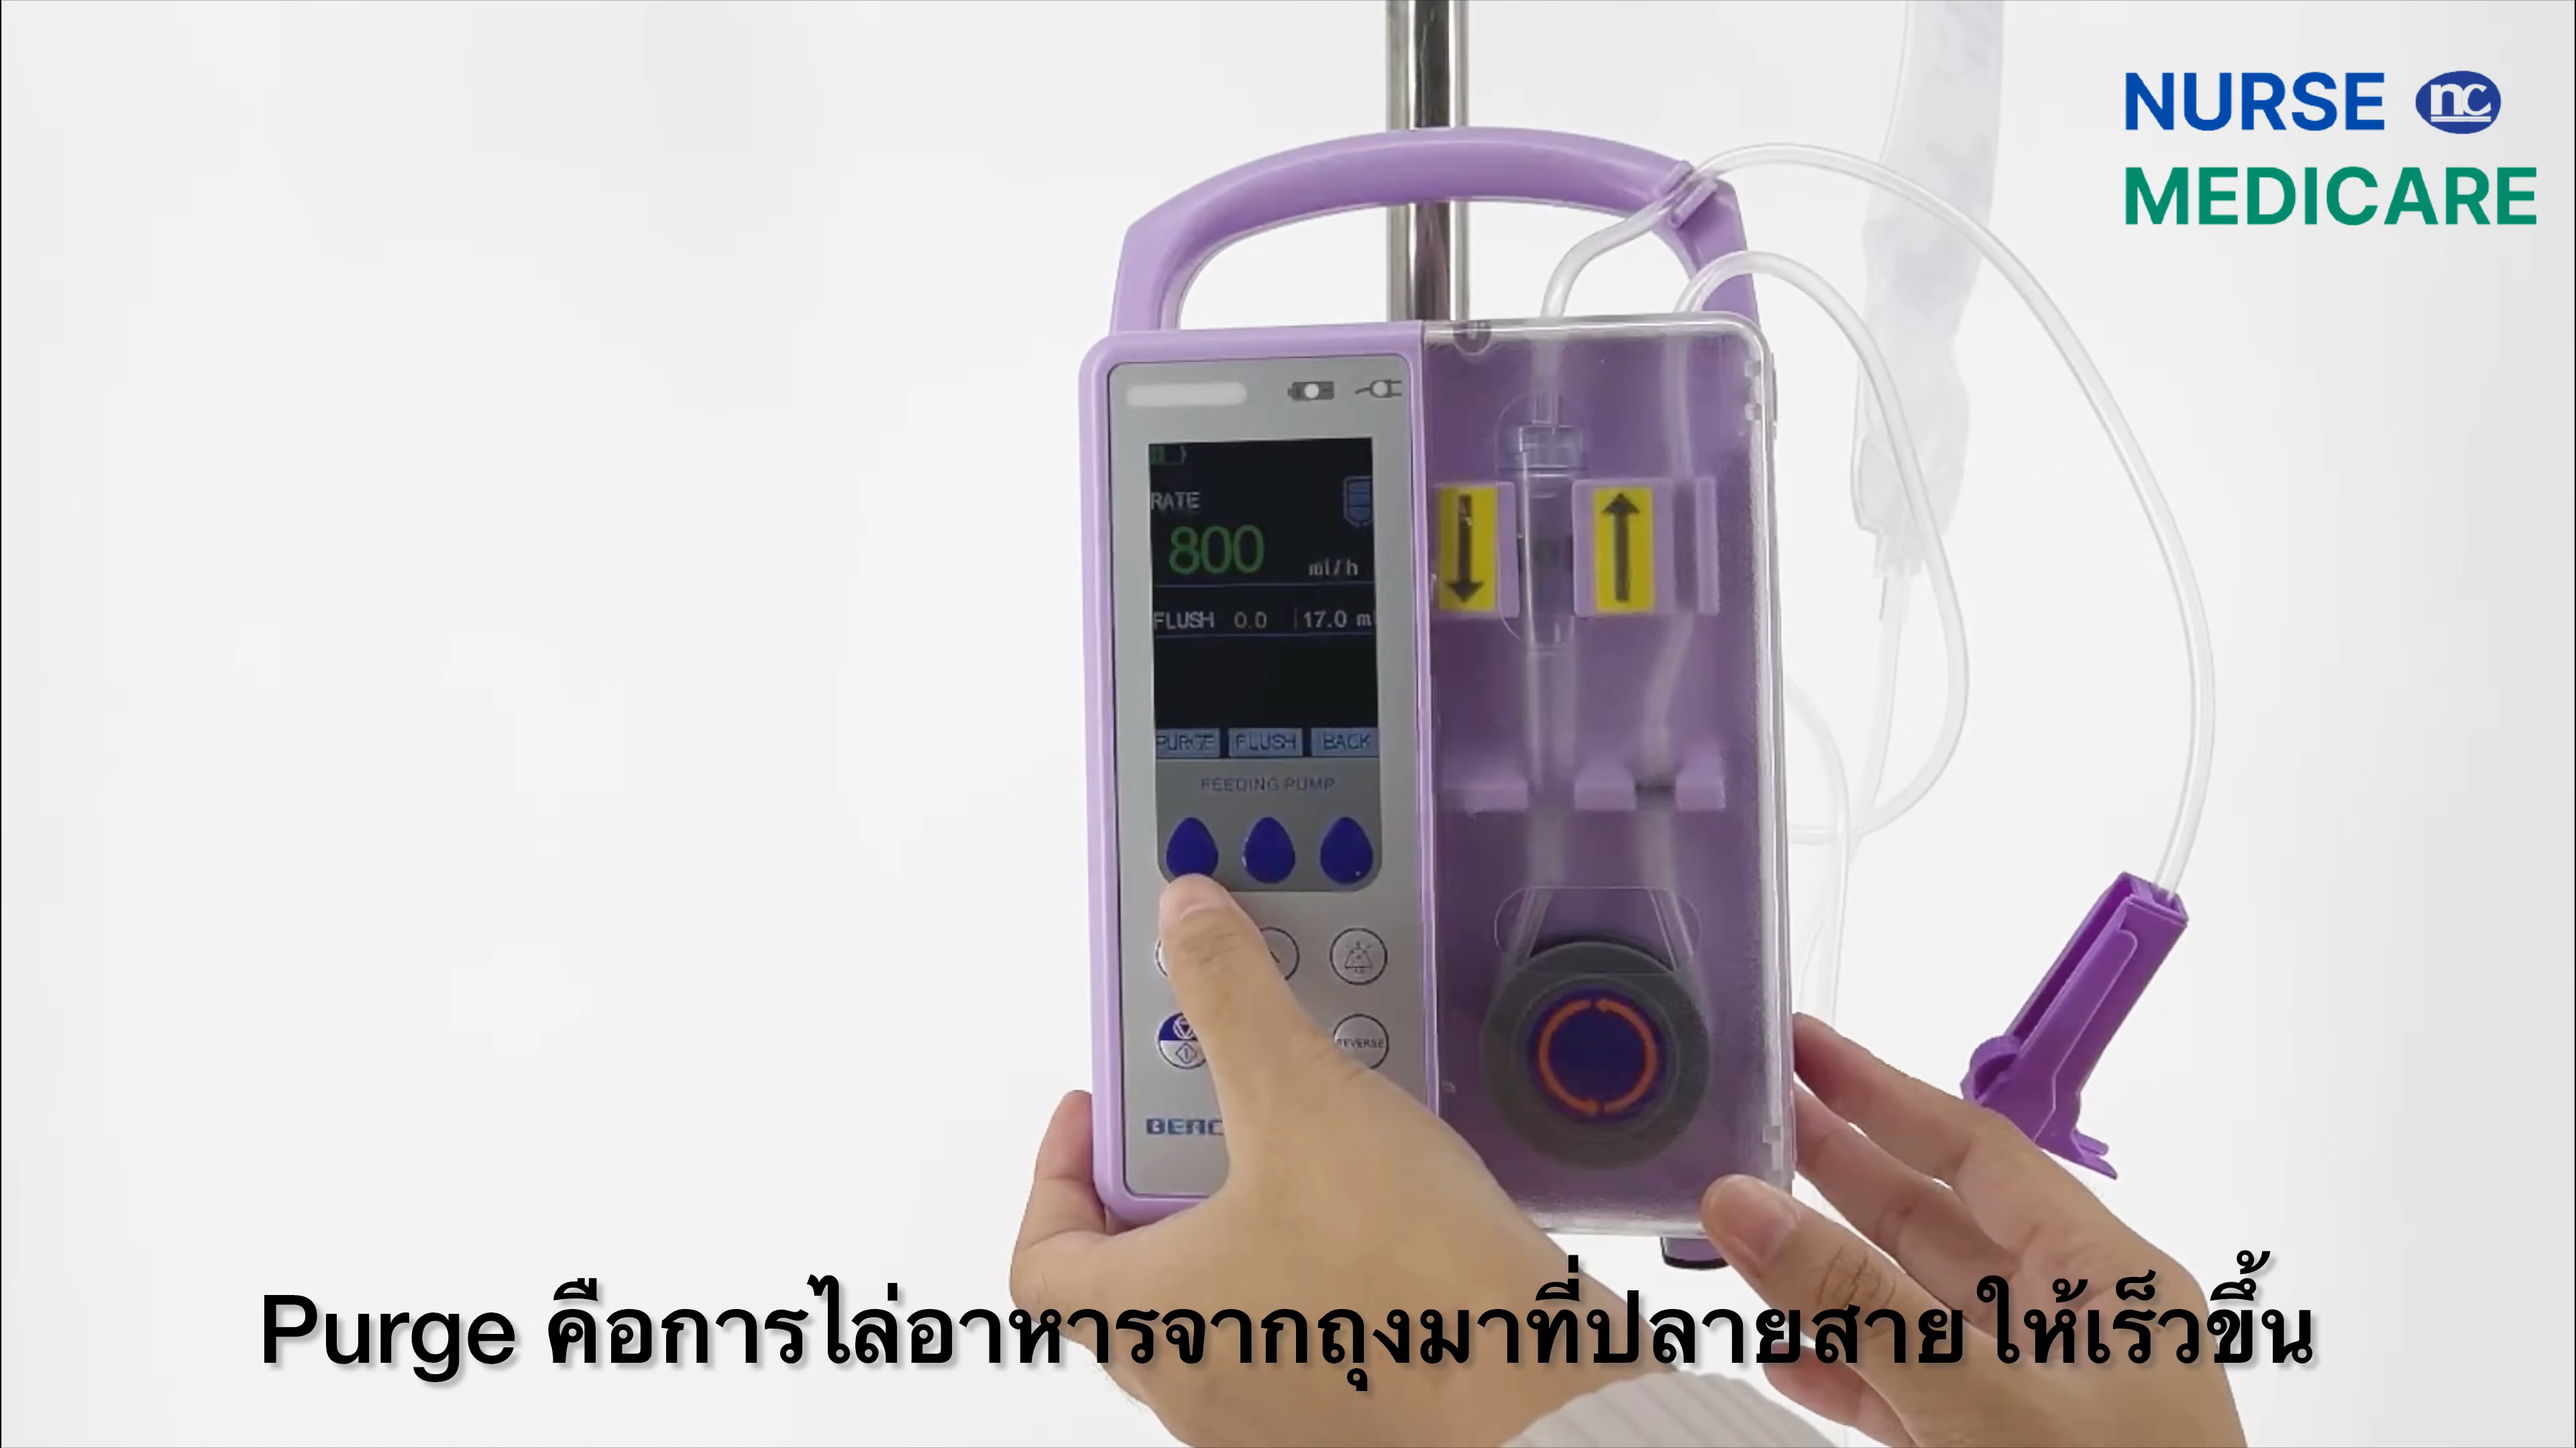 NURSE nc
MEDICARE
RATE
800 ml/h
FLUSH 0.0 17.0 m
PURGE FLUSH BACK
FEEDING PUMP
REVERSE
Purge คือการไล่อาหารจากถุงมาที่ปลายสายให้เร็วขึ้น